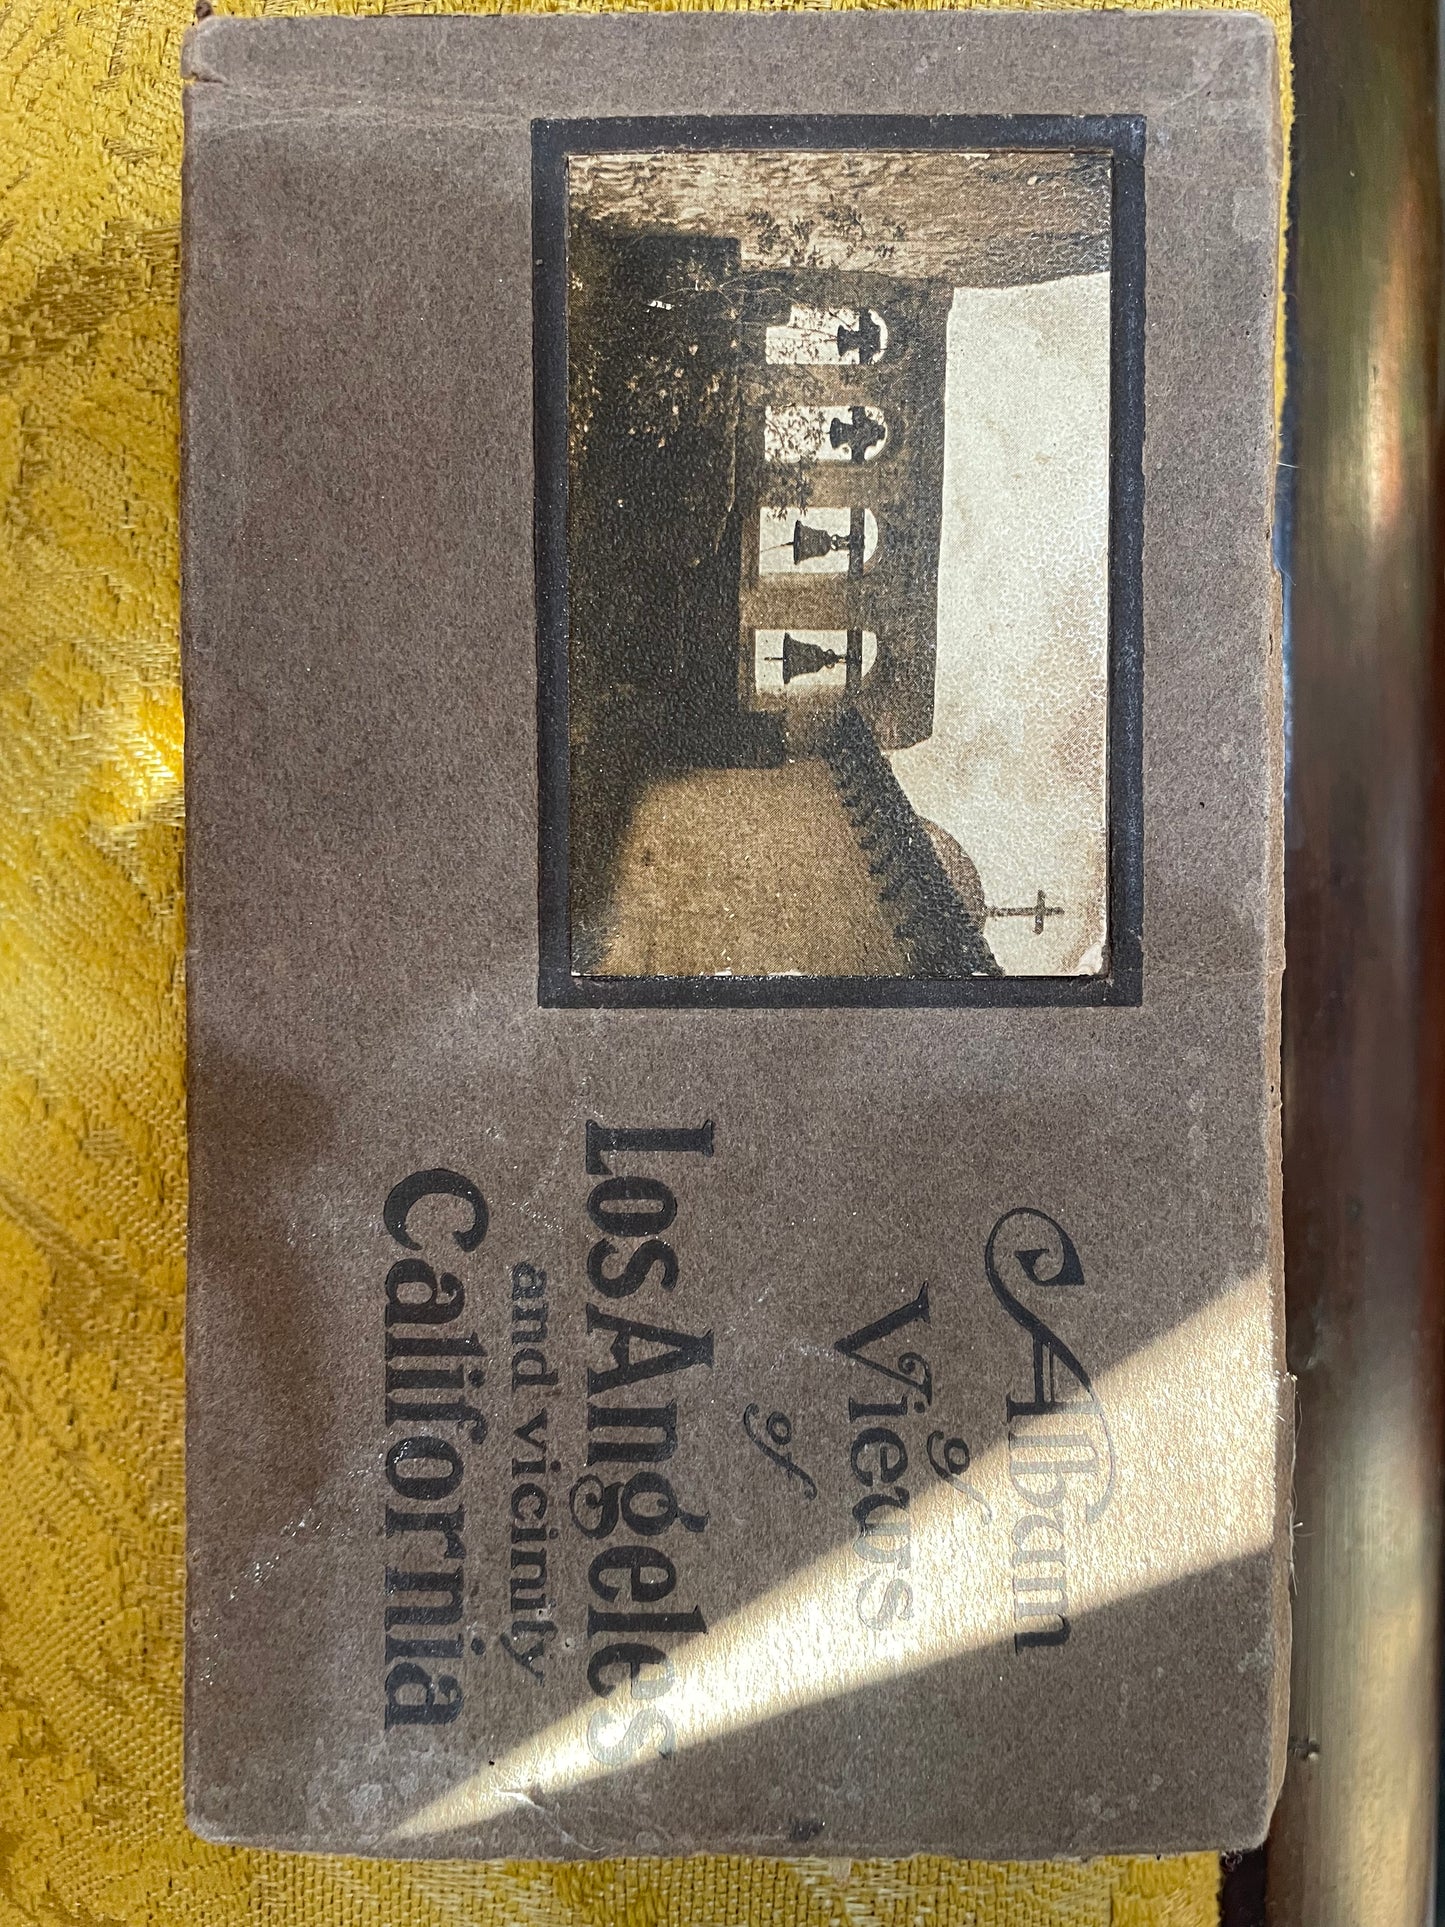 Album
of
Views
of
Los Angeles
and vicinity
California